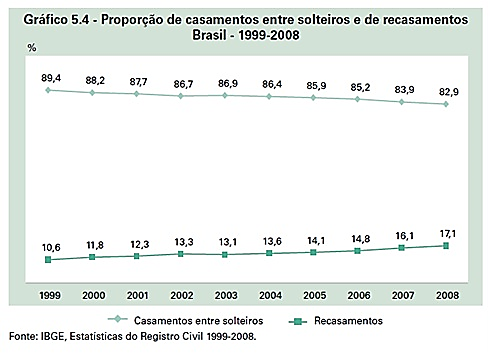 Gráfico 5.4 - Proporção de casamentos entre solteiros e de recasamentos
Brasil - 1999-2008
%
89,4 88,2 87,7 86,7 86,9 86,4 85,9 85,2 83,9 82,9
10,6 11,8 12,3 13,3 13,1 13,6 14,1 14,8 16,1 17,1
1999 2000 2001 2002 2003 2004 2005 2006 2007 2008
Casamentos entre solteiros Recasamentos
Fonte: IBGE, Estatísticas do Registro Civil 1999-2008.